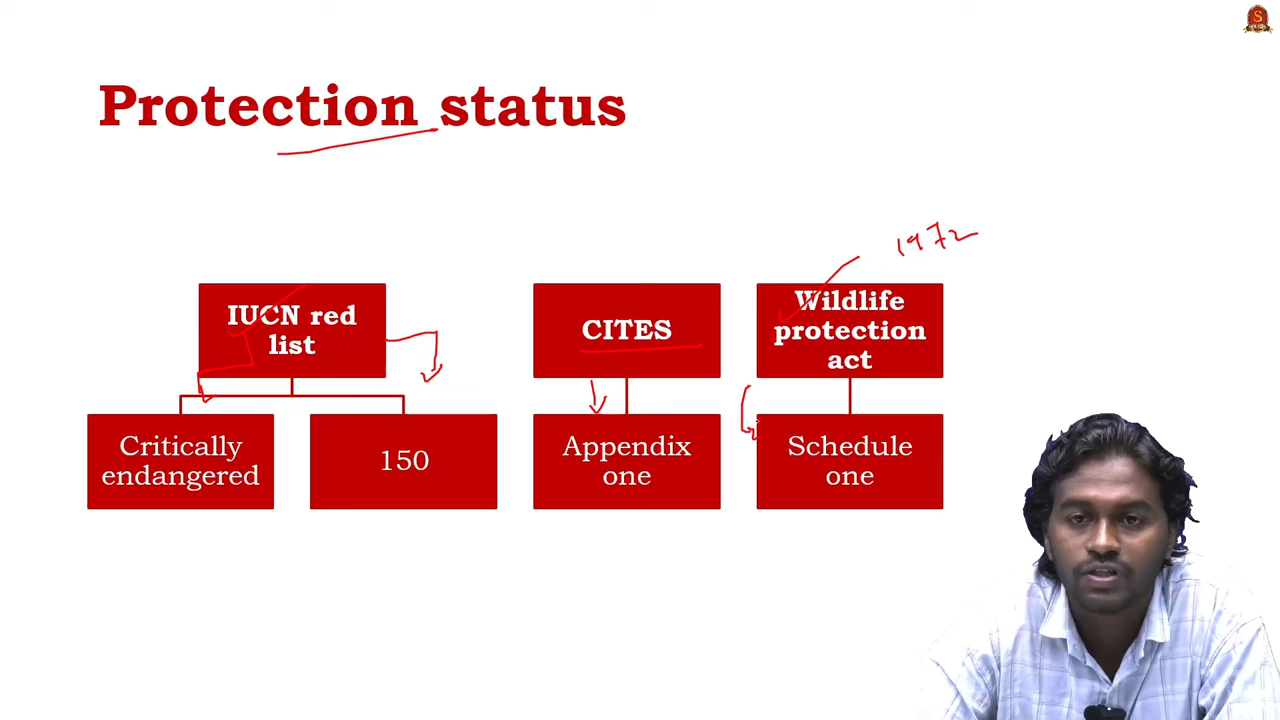 Protection status
1972
IUCN red
list
CITES
Wildlife
protection
act
Critically
endangered
150
Appendix
one
Schedule
one